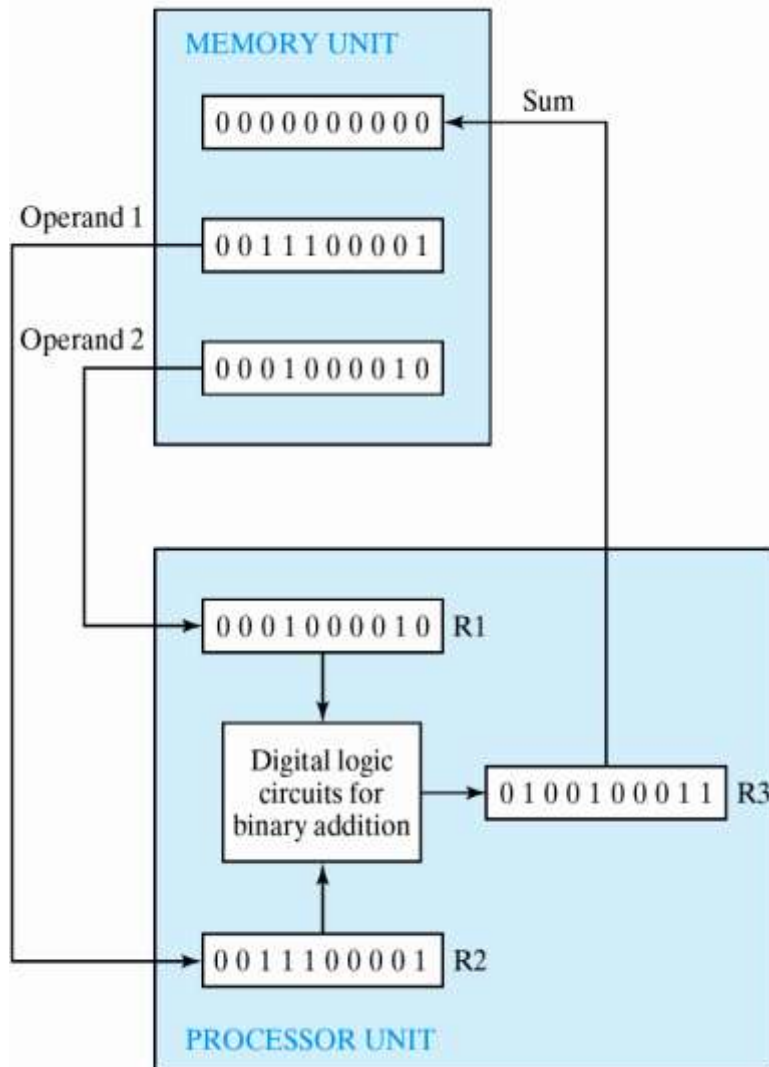 MEMORY UNIT
Sum
0 0 0 0 0 0 0 0 0 0
Operand 1
0 0 1 1 1 0 0 0 0 1
Operand 2
0 0 0 1 0 0 0 0 1 0
0 0 0 1 0 0 0 0 1 0 R1
Digital logic
circuits for
binary addition
0 1 0 0 1 0 0 0 1 1 R3
0 0 1 1 1 0 0 0 0 1 R2
PROCESSOR UNIT